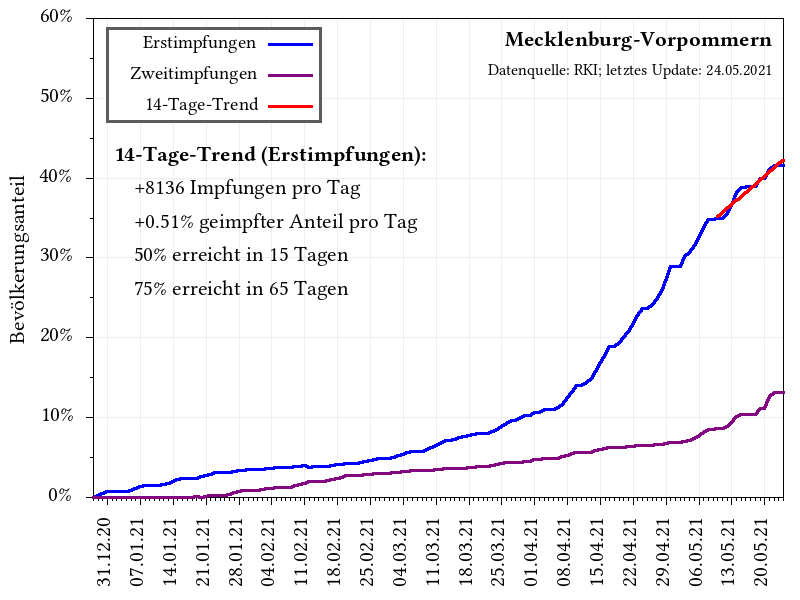 60%
50%
40%
30%
20%
10%
0%
Bevölkerungsanteil
Erstimpfungen
Zweitimpfungen
14-Tage-Trend
Mecklenburg-Vorpommern
Datenquelle: RKI; letztes Update: 24.05.2021
14-Tage-Trend (Erstimpfungen):
+8136 Impfungen pro Tag
+0.51% geimpfter Anteil pro Tag
50% erreicht in 15 Tagen
75% erreicht in 65 Tagen
31.12.20
07.01.21
14.01.21
21.01.21
28.01.21
04.02.21
11.02.21
18.02.21
25.02.21
04.03.21
11.03.21
18.03.21
25.03.21
01.04.21
08.04.21
15.04.21
22.04.21
29.04.21
06.05.21
13.05.21
20.05.21